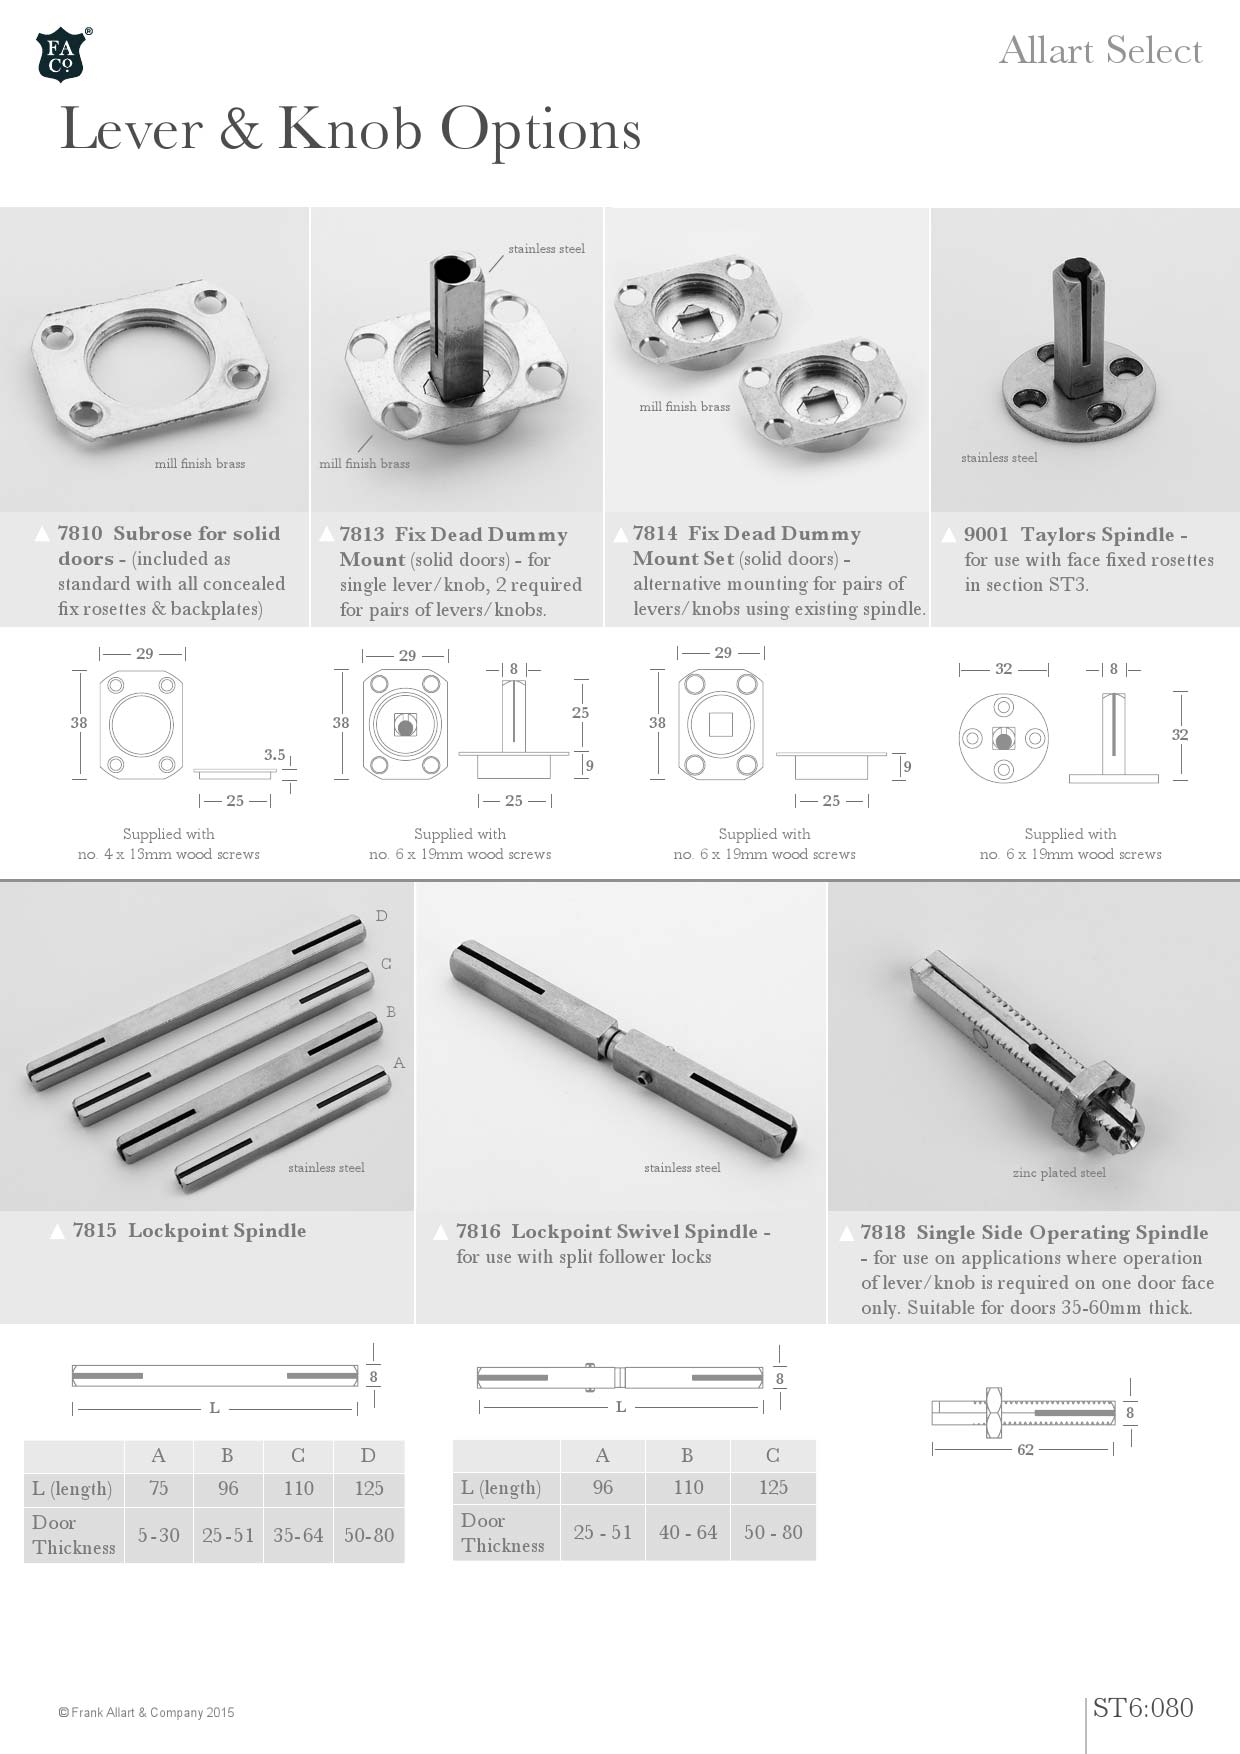 FA
Co.
®
Allart Select
Lever & Knob Options
stainless steel
mill finish brass
mill finish brass
mill finish brass
stainless steel
7810 Subrose for solid
doors - (included as
standard with all concealed
fix rosettes & backplates)
7813 Fix Dead Dummy
Mount (solid doors) - for
single lever/knob, 2 required
for pairs of levers/knobs.
7814 Fix Dead Dummy
Mount Set (solid doors) -
alternative mounting for pairs of
levers/knobs using existing spindle.
9001 Taylors Spindle -
for use with face fixed rosettes
in section ST3.
29
38
3.5
25
29
38
8
25
9
25
29
38
9
25
32
8
32
Supplied with
no. 4 x 13mm wood screws
Supplied with
no. 6 x 19mm wood screws
Supplied with
no. 6 x 19mm wood screws
Supplied with
no. 6 x 19mm wood screws
D
C
B
A
stainless steel
stainless steel
zinc plated steel
7815 Lockpoint Spindle
7816 Lockpoint Swivel Spindle -
for use with split follower locks
7818 Single Side Operating Spindle
- for use on applications where operation
of lever/knob is required on one door face
only. Suitable for doors 35-60mm thick.
8
L
8
L
8
62
A B C D
L (length) 75 96 110 125
Door
Thickness 5-30 25-51 35-64 50-80
A B C
L (length) 96 110 125
Door
Thickness 25 - 51 40 - 64 50 - 80
© Frank Allart & Company 2015
ST6:080